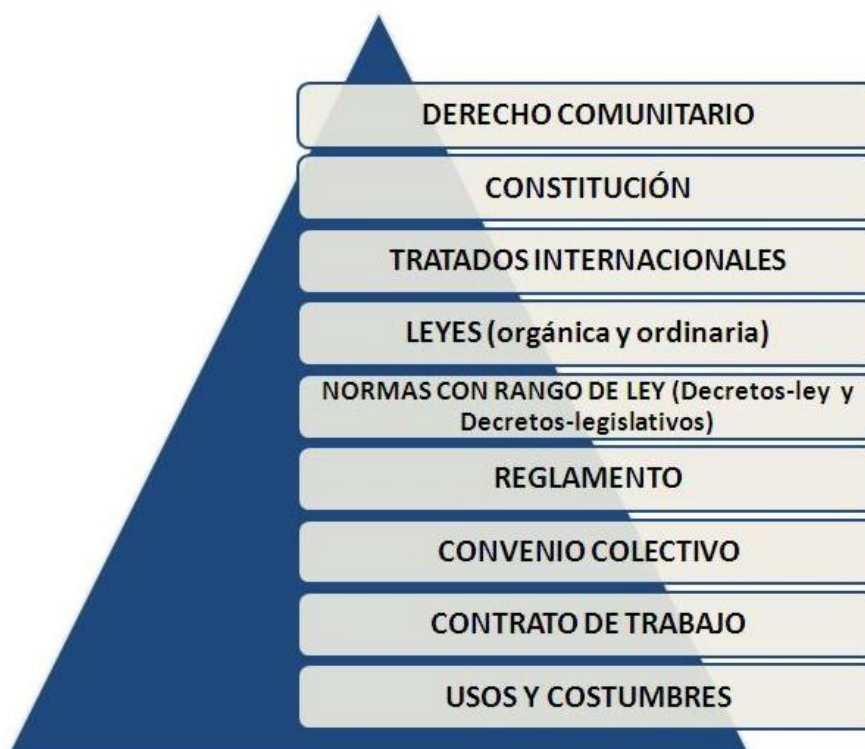 DERECHO COMUNITARIO
CONSTITUCIÓN
TRATADOS INTERNACIONALES
LEYES (orgánica y ordinaria)
NORMAS CON RANGO DE LEY (Decretos-ley y
Decretos-legislativos)
REGLAMENTO
CONVENIO COLECTIVO
CONTRATO DE TRABAJO
USOS Y COSTUMBRES